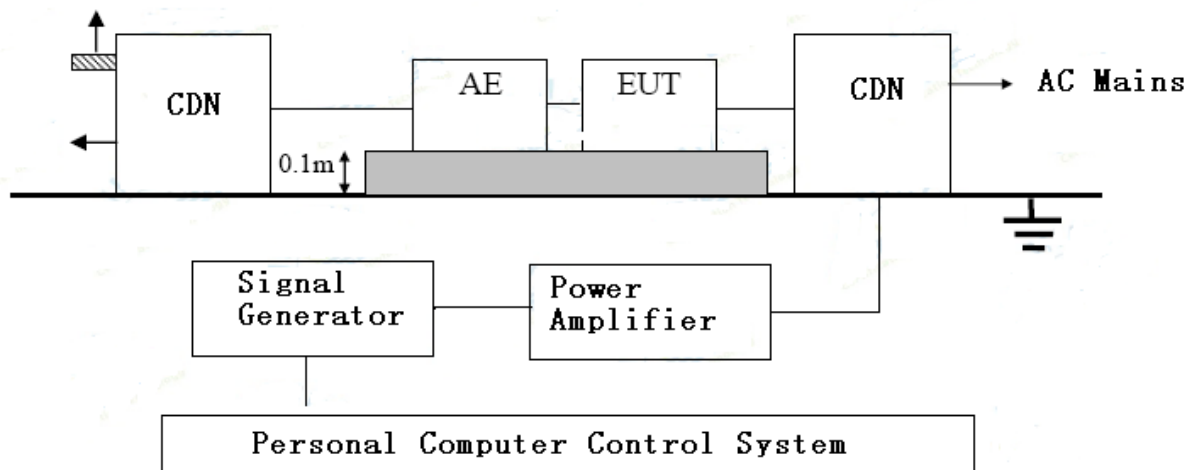 CDN
AE
EUT
CDN
AC Mains
0.1m
Signal
Generator
Power
Amplifier
Personal Computer Control System